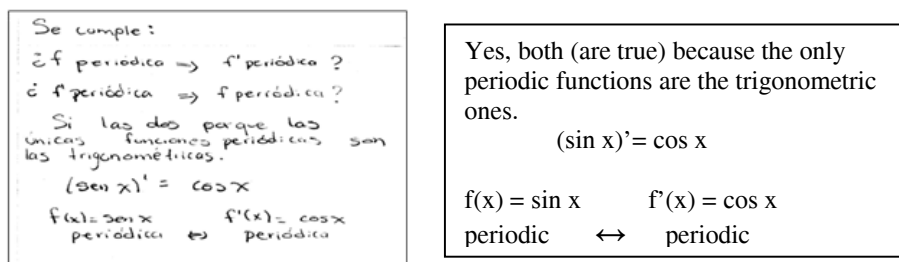 Se cumple:
¿f periódica => f' periódica?
¿f' periódica => f periódica?
Si las dos porque las
únicas funciones periódicas son
las trigonométricas.
(sen x)' = cos x
f(x) = sen x f'(x) = cos x
periódica ↔ periódica
Yes, both (are true) because the only
periodic functions are the trigonometric
ones.
(sin x)’= cos x
f(x) = sin x f’(x) = cos x
periodic ↔ periodic